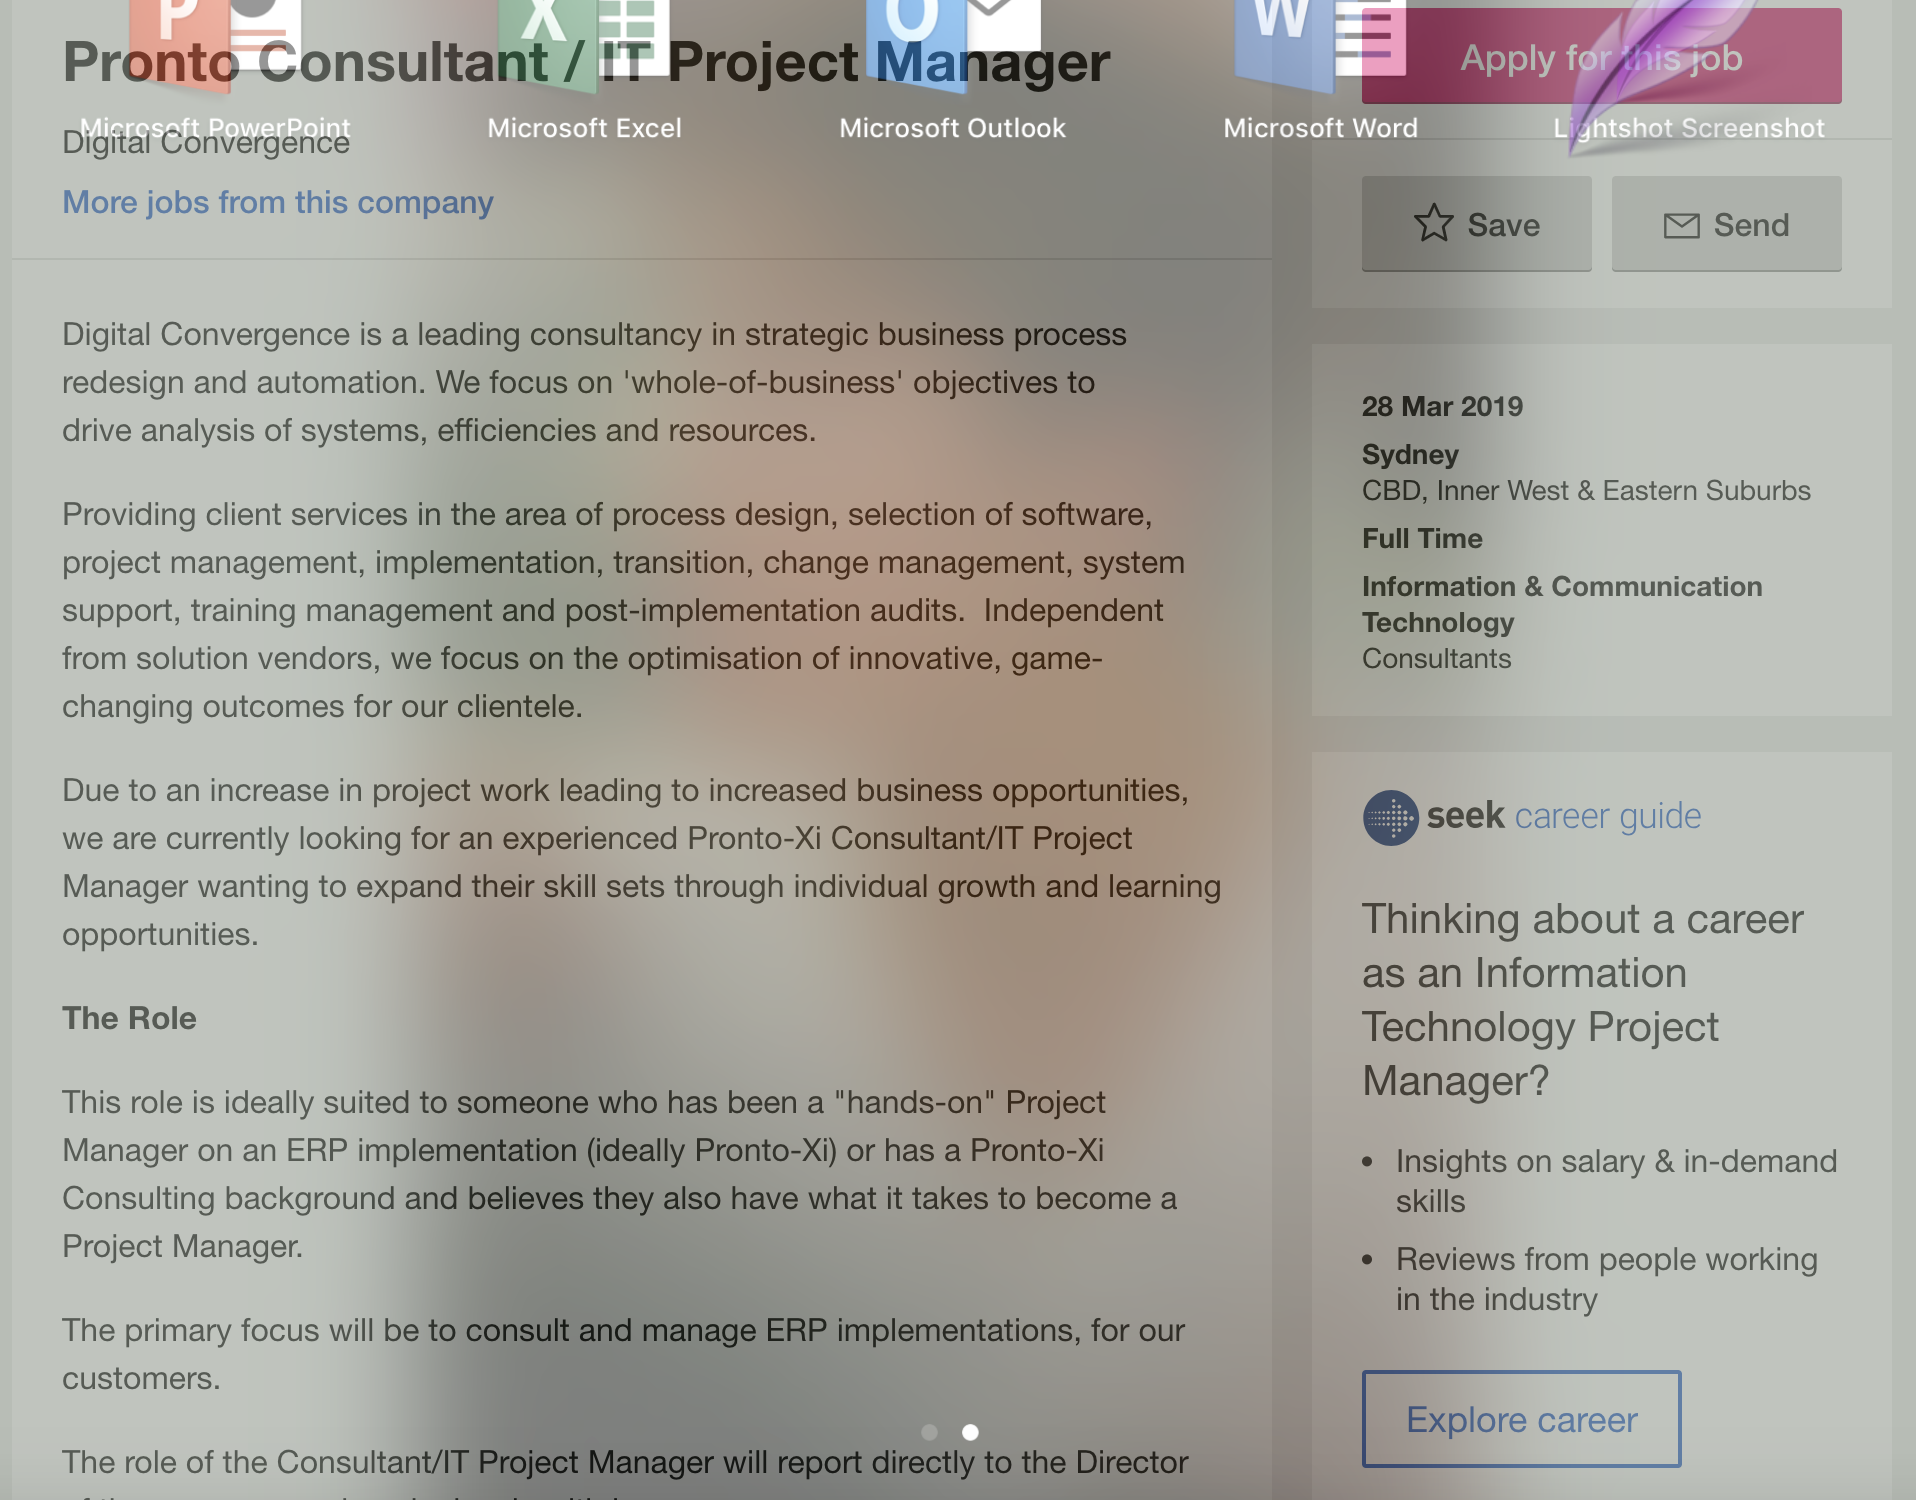 Pronto Consultant / IT Project Manager
Apply for this job
Microsoft PowerPoint
Microsoft Excel
Microsoft Outlook
Microsoft Word
Lightshot Screenshot
Digital Convergence
More jobs from this company
Save
Send
Digital Convergence is a leading consultancy in strategic business process
redesign and automation. We focus on 'whole-of-business' objectives to
drive analysis of systems, efficiencies and resources.
Providing client services in the area of process design, selection of software,
project management, implementation, transition, change management, system
support, training management and post-implementation audits.  Independent
from solution vendors, we focus on the optimisation of innovative, game-
changing outcomes for our clientele.
Due to an increase in project work leading to increased business opportunities,
we are currently looking for an experienced Pronto-Xi Consultant/IT Project
Manager wanting to expand their skill sets through individual growth and learning
opportunities.
The Role
This role is ideally suited to someone who has been a "hands-on" Project
Manager on an ERP implementation (ideally Pronto-Xi) or has a Pronto-Xi
Consulting background and believes they also have what it takes to become a
Project Manager.
The primary focus will be to consult and manage ERP implementations, for our
customers.
The role of the Consultant/IT Project Manager will report directly to the Director
28 Mar 2019
Sydney
CBD, Inner West & Eastern Suburbs
Full Time
Information & Communication
Technology
Consultants
seek career guide
Thinking about a career
as an Information
Technology Project
Manager?
• Insights on salary & in-demand
skills
• Reviews from people working
in the industry
Explore career
P
X
O
W